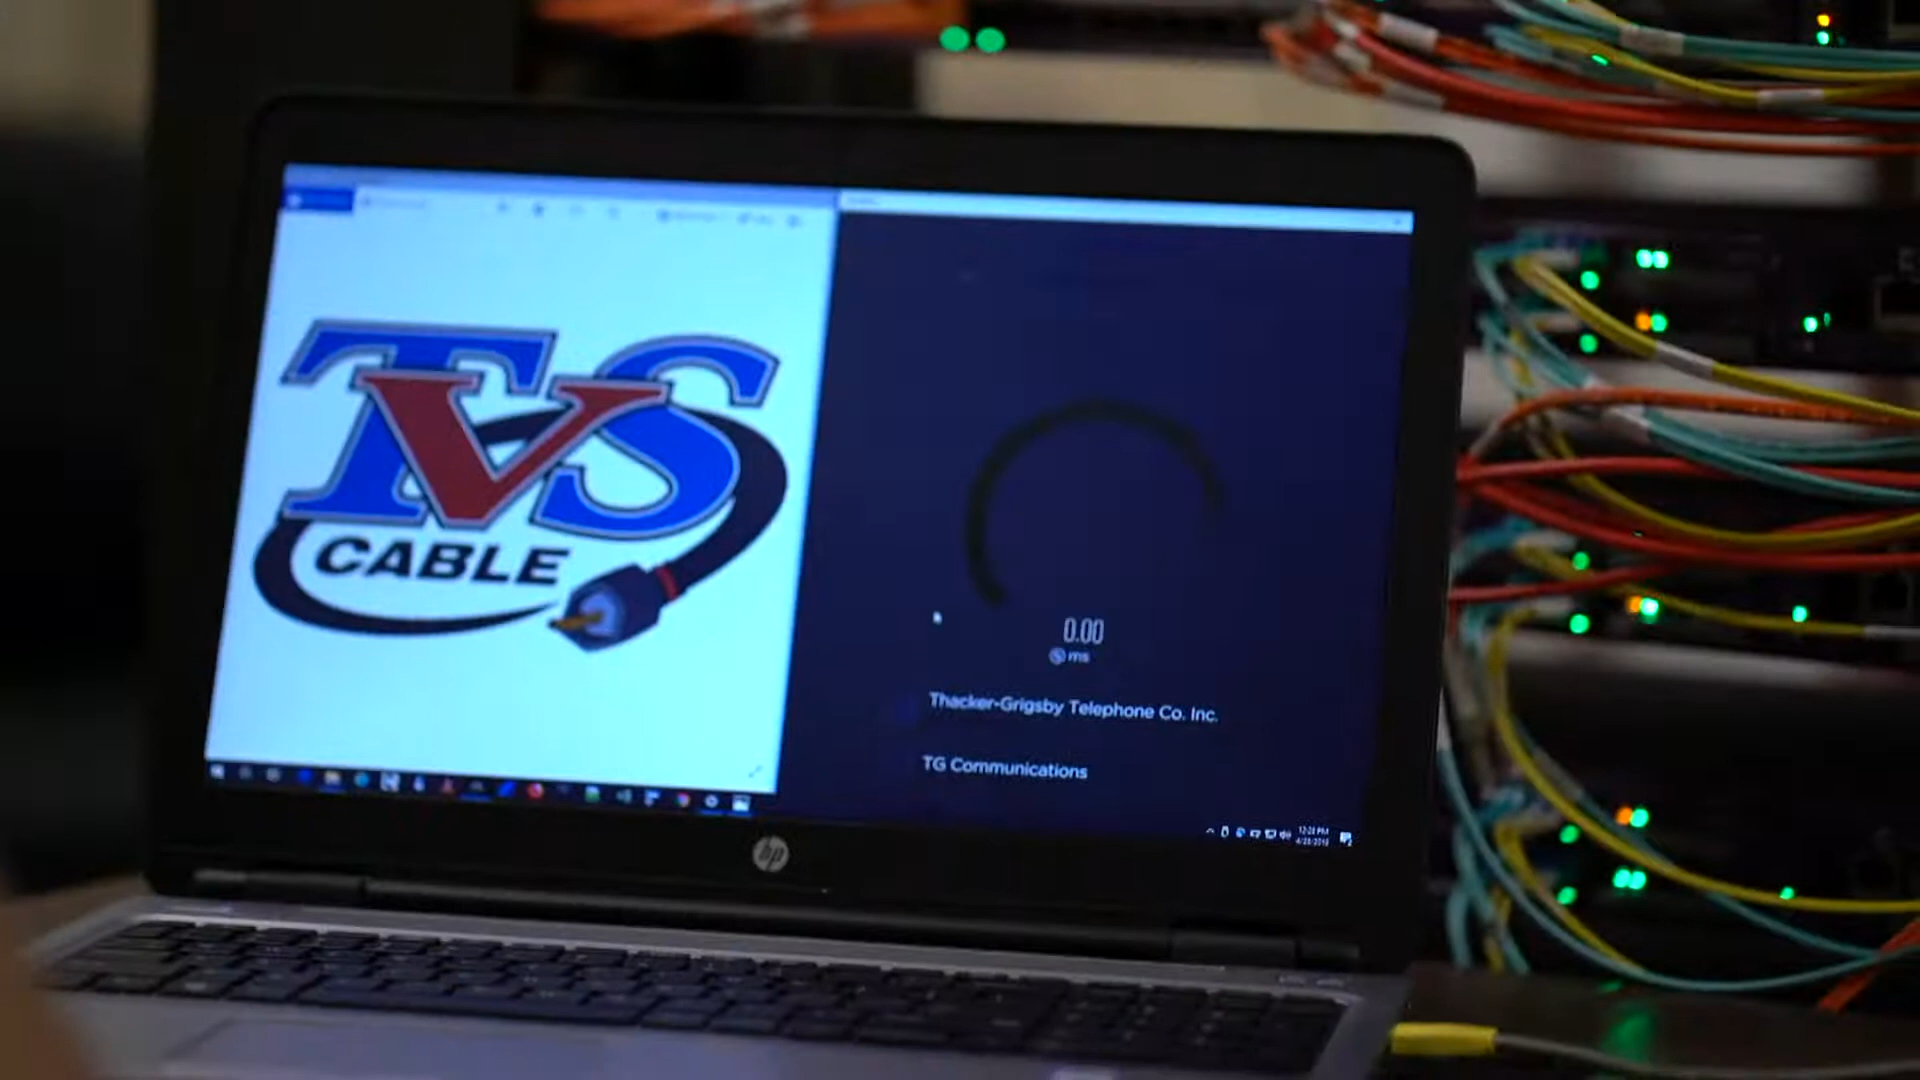 TVS
CABLE
0.00
ms
Thacker-Grigsby Telephone Co. Inc.
TG Communications
hp